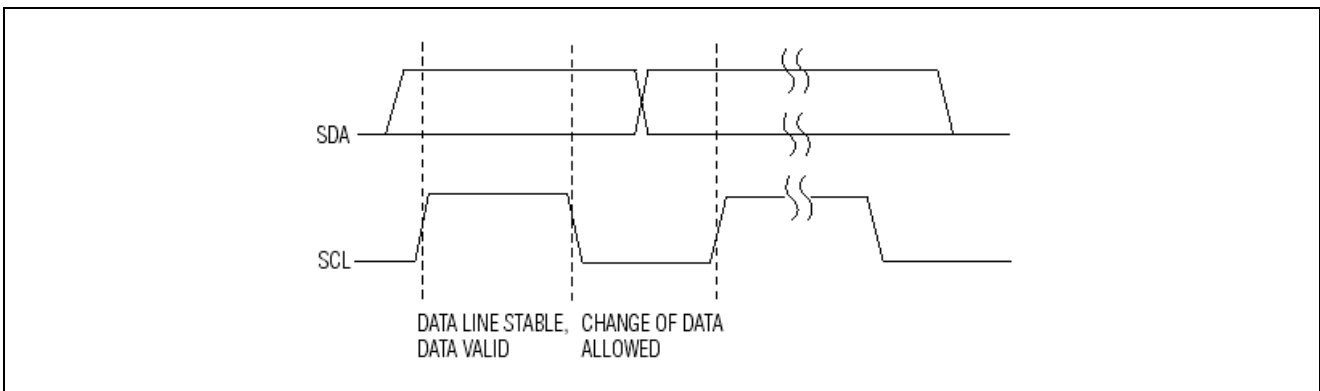 SDA
SCL
DATA LINE STABLE,
DATA VALID
CHANGE OF DATA
ALLOWED